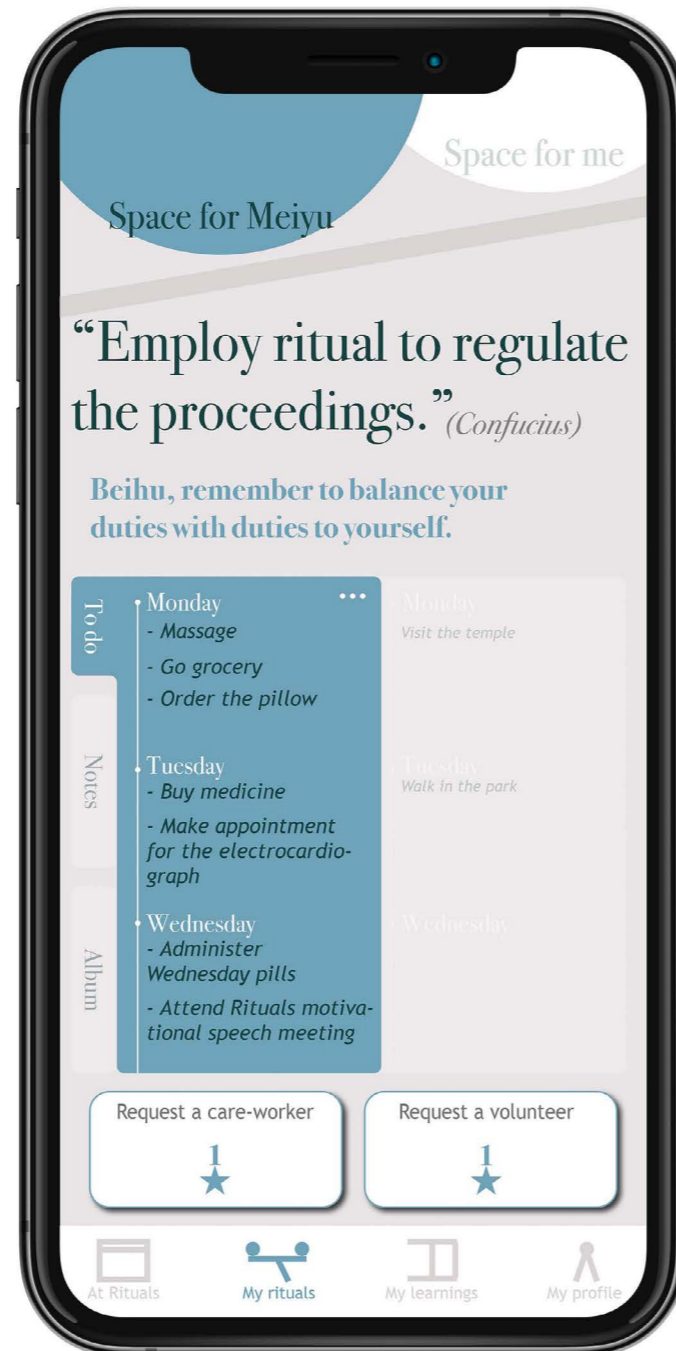 Space for me
Space for Meiyu
“Employ ritual to regulate
the proceedings.” (Confucius)
Beihu, remember to balance your
duties with duties to yourself.
To do
Notes
Album
Monday
- Massage
- Go grocery
- Order the pillow
Tuesday
- Buy medicine
- Make appointment
for the electrocardio-
graph
Wednesday
- Administer
Wednesday pills
- Attend Rituals motiva-
tional speech meeting
Monday
Visit the temple
Tuesday
Walk in the park
Wednesday
Request a care-worker
1
Request a volunteer
1
At Rituals
My rituals
My learnings
My profile